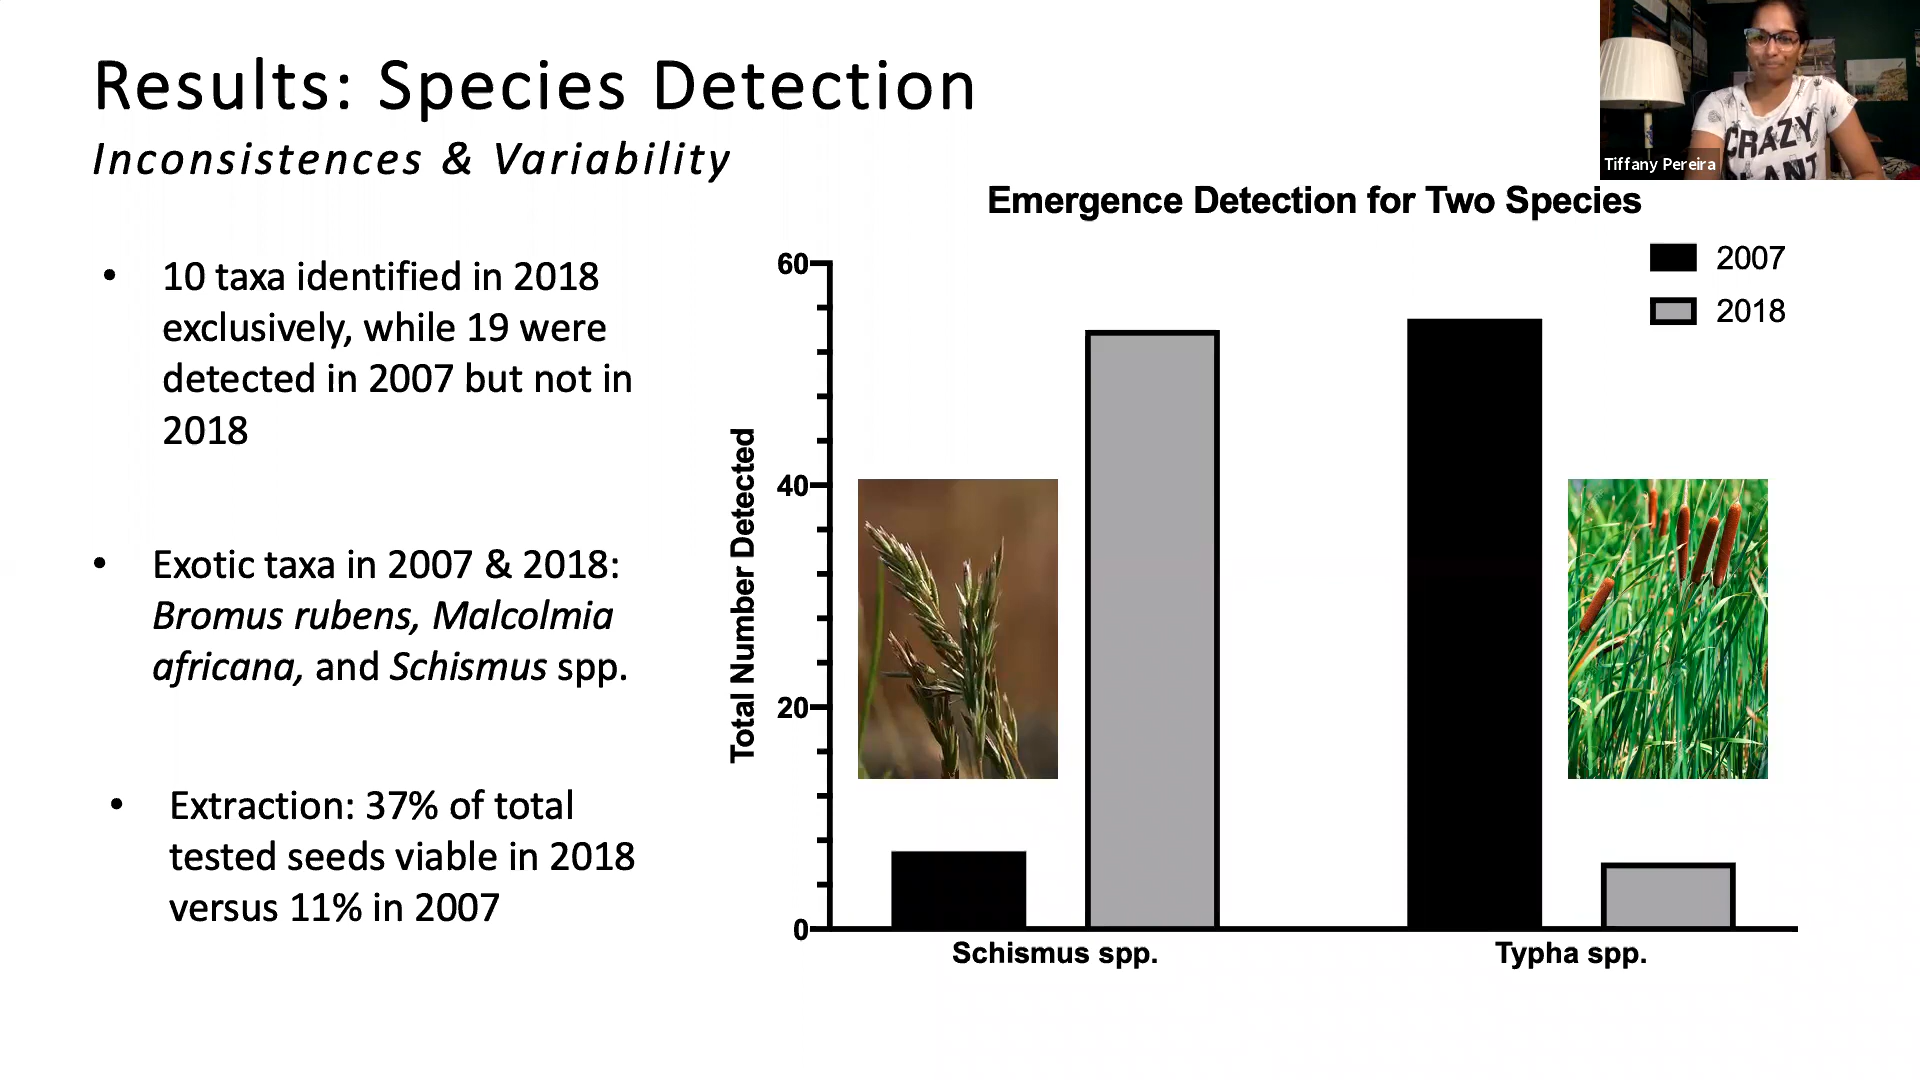 Results: Species Detection
Inconsistences & Variability
Tiffany Pereira
CRAZY
PLANT
10 taxa identified in 2018
exclusively, while 19 were
detected in 2007 but not in
2018
Exotic taxa in 2007 & 2018:
Bromus rubens, Malcolmia
africana, and Schismus spp.
Extraction: 37% of total
tested seeds viable in 2018
versus 11% in 2007
Emergence Detection for Two Species
2007
2018
Total Number Detected
60
40
20
0
Schismus spp.
Typha spp.